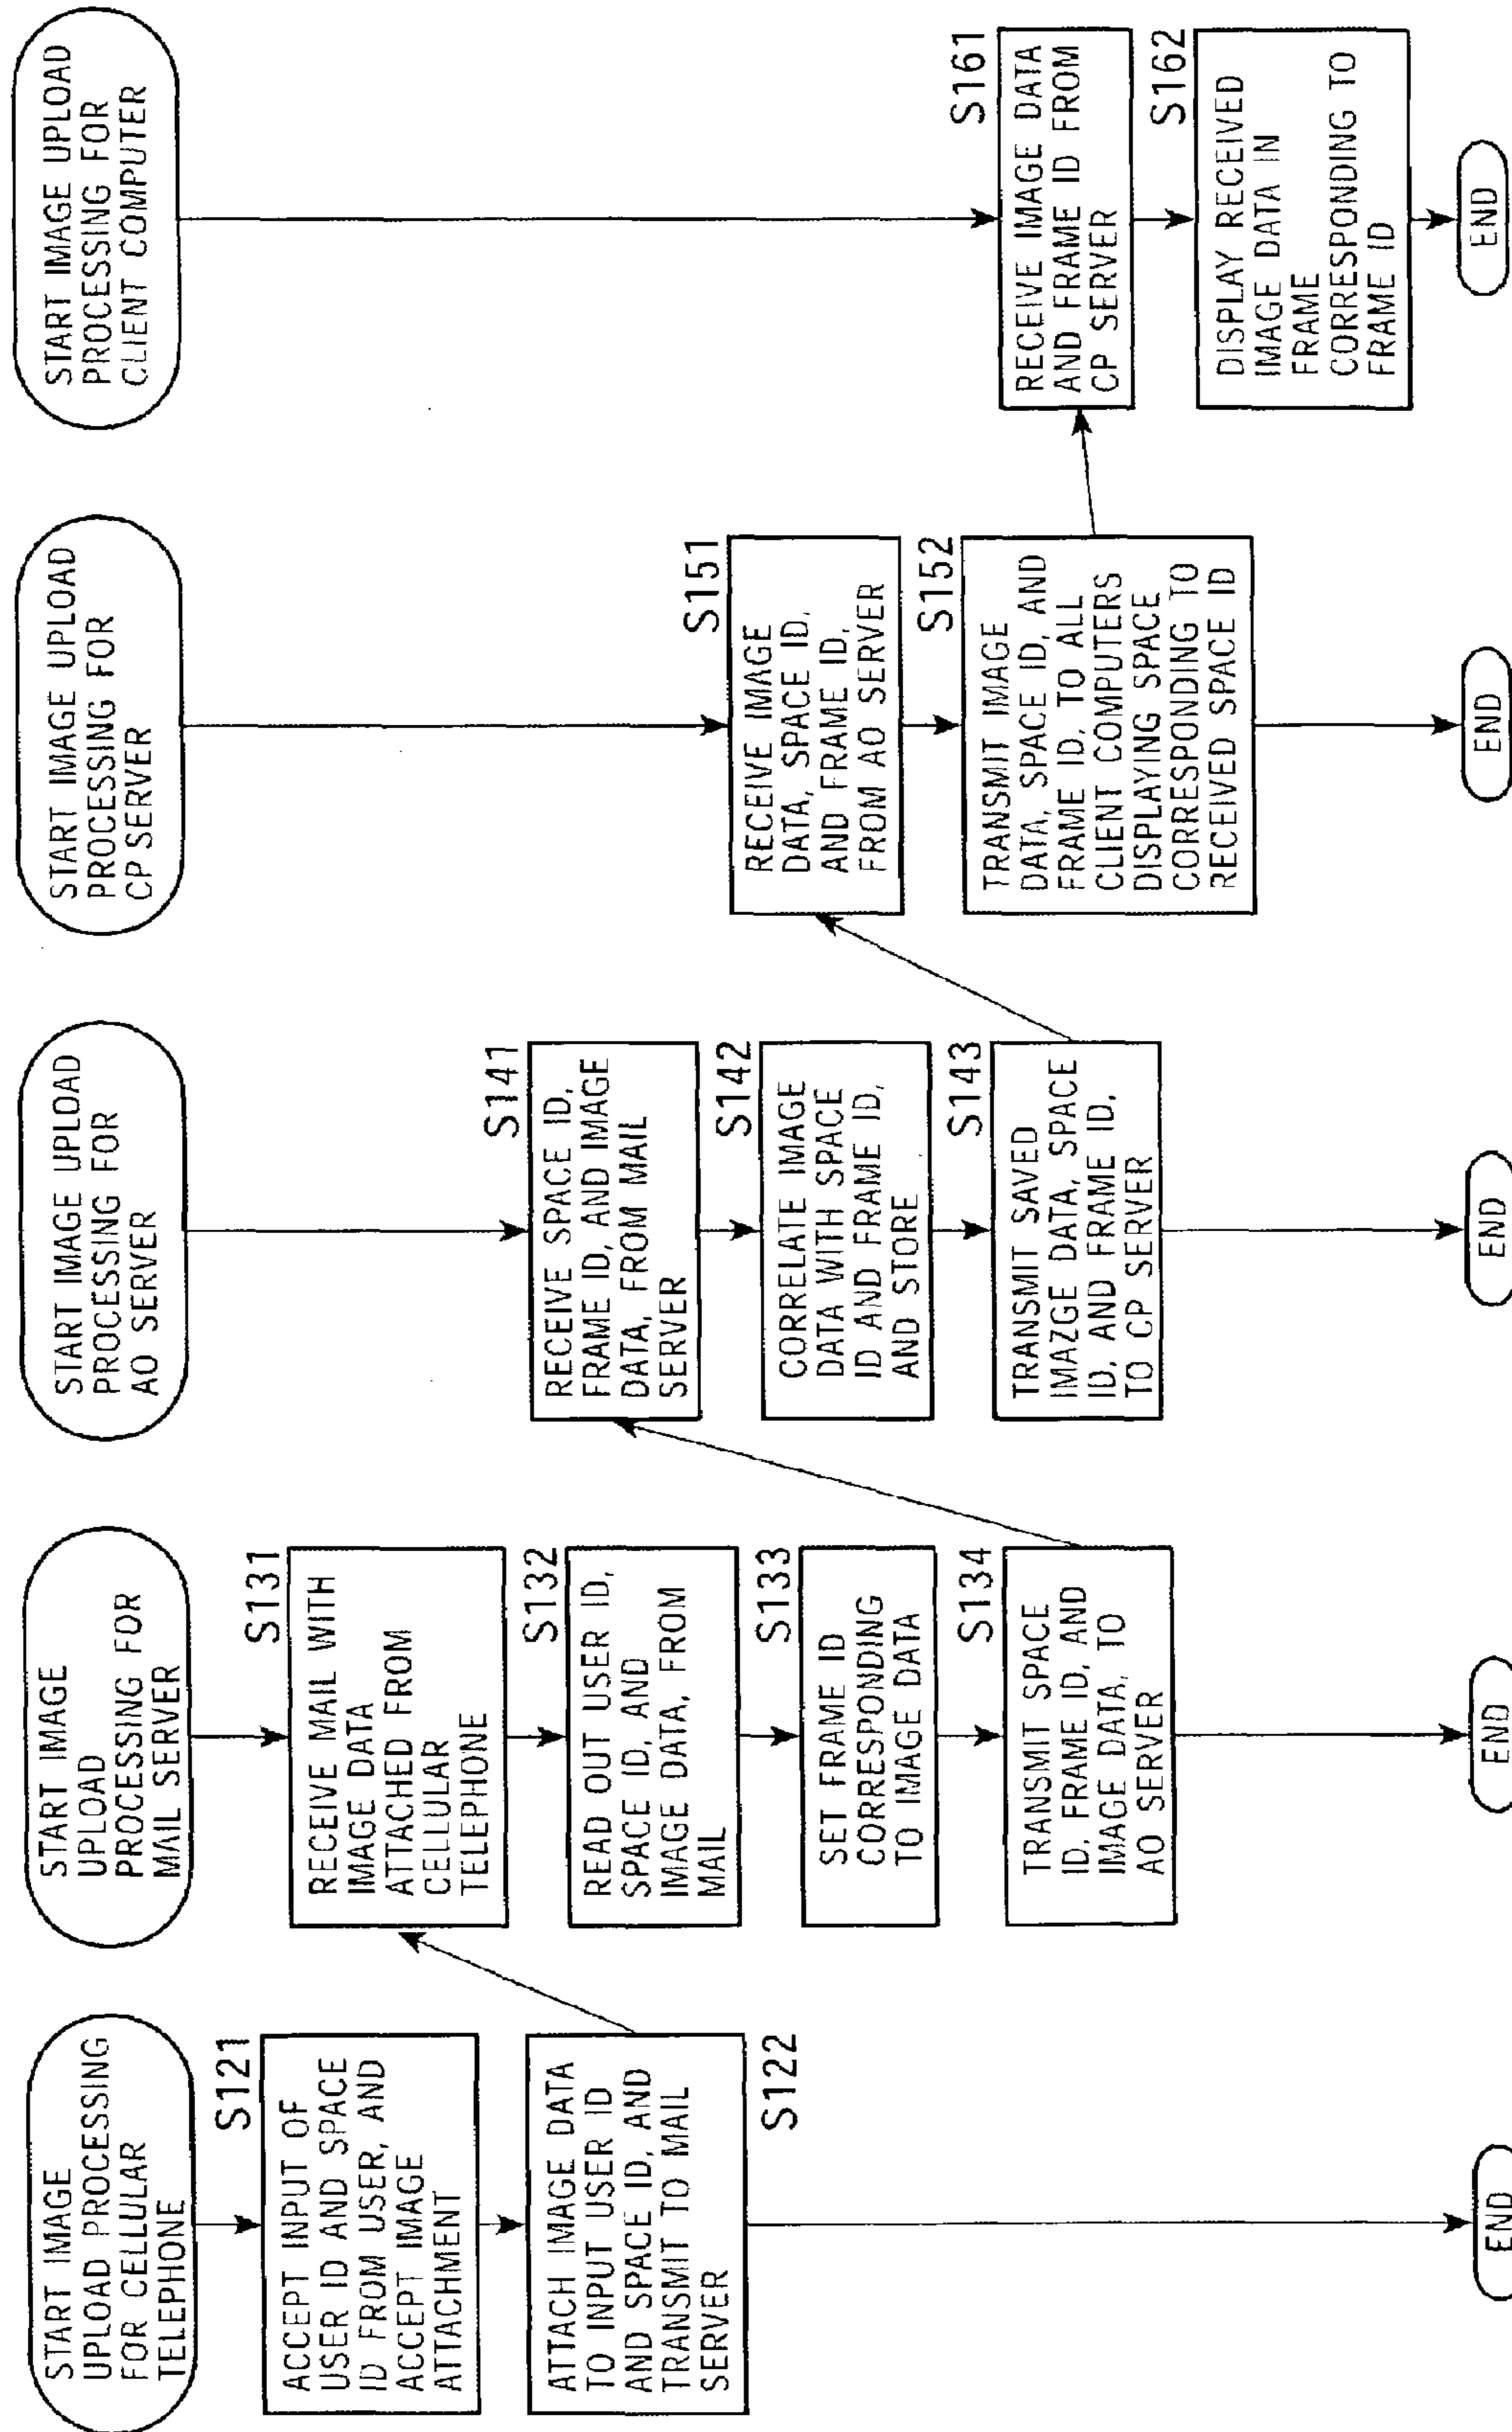 START IMAGE
UPLOAD PROCESSING
FOR CELLULAR
TELEPHONE
S121
ACCEPT INPUT OF
USER ID AND SPACE
ID FROM USER, AND
ACCEPT IMAGE
ATTACHMENT
ATTACH IMAGE DATA
TO INPUT USER ID
AND SPACE ID, AND
TRANSMIT TO MAIL
SERVER
S122
END
START IMAGE
UPLOAD
PROCESSING FOR
MAIL SERVER
S131
RECEIVE MAIL WITH
IMAGE DATA
ATTACHED FROM
CELLULAR
TELEPHONE
S132
READ OUT USER ID,
SPACE ID, AND
IMAGE DATA, FROM
MAIL
S133
SET FRAME ID
CORRESPONDING
TO IMAGE DATA
S134
TRANSMIT SPACE
ID, FRAME ID, AND
IMAGE DATA, TO
AO SERVER
END
START IMAGE UPLOAD
PROCESSING FOR
AO SERVER
S141
RECEIVE SPACE ID,
FRAME ID, AND IMAGE
DATA, FROM MAIL
SERVER
S142
CORRELATE IMAGE
DATA WITH SPACE
ID AND FRAME ID,
AND STORE
S143
TRANSMIT SAVED
IMAZGE DATA, SPACE
ID, AND FRAME ID,
TO CP SERVER
END
START IMAGE UPLOAD
PROCESSING FOR
CP SERVER
S151
RECEIVE IMAGE
DATA, SPACE ID,
AND FRAME ID,
FROM AO SERVER
S152
TRANSMIT IMAGE
DATA, SPACE ID, AND
FRAME ID, TO ALL
CLIENT COMPUTERS
DISPLAYING SPACE
CORRESPONDING TO
RECEIVED SPACE ID
END
START IMAGE UPLOAD
PROCESSING FOR
CLIENT COMPUTER
S161
RECEIVE IMAGE DATA
AND FRAME ID FROM
CP SERVER
S162
DISPLAY RECEIVED
IMAGE DATA IN
FRAME
CORRESPONDING TO
FRAME ID
END